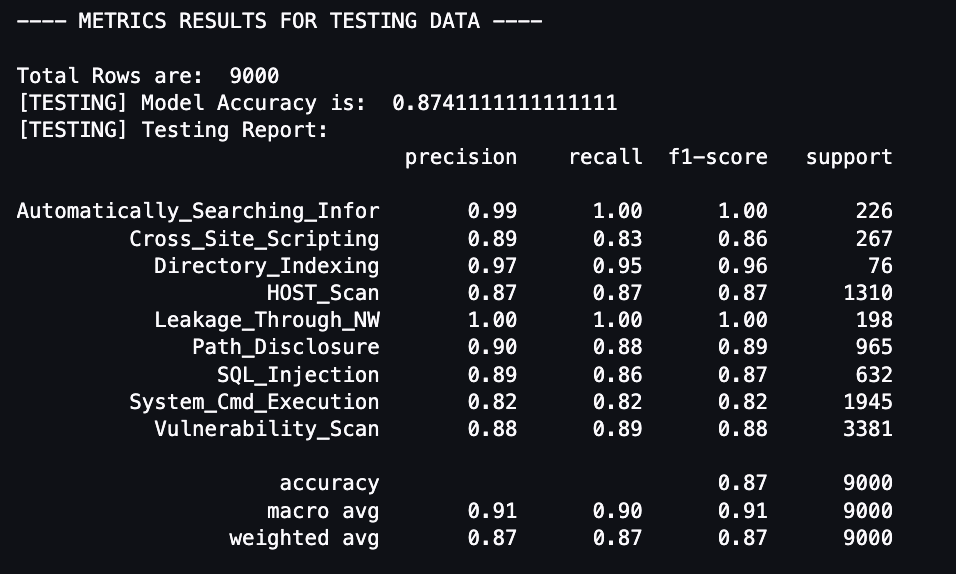 ---- METRICS RESULTS FOR TESTING DATA ----
Total Rows are:  9000
[TESTING] Model Accuracy is:  0.8741111111111111
[TESTING] Testing Report:
precision    recall  f1-score   support
Automatically_Searching_Infor       0.99      1.00      1.00       226
Cross_Site_Scripting       0.89      0.83      0.86       267
Directory_Indexing       0.97      0.95      0.96        76
HOST_Scan       0.87      0.87      0.87      1310
Leakage_Through_NW       1.00      1.00      1.00       198
Path_Disclosure       0.90      0.88      0.89       965
SQL_Injection       0.89      0.86      0.87       632
System_Cmd_Execution       0.82      0.82      0.82      1945
Vulnerability_Scan       0.88      0.89      0.88      3381
accuracy                           0.87      9000
macro avg       0.91      0.90      0.91      9000
weighted avg       0.87      0.87      0.87      9000